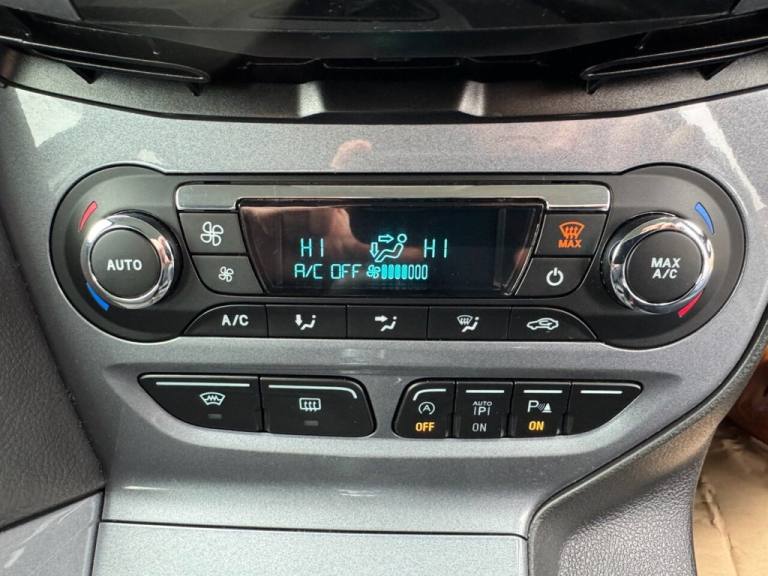 HI HI
A/C OFF
AUTO
MAX
MAX
A/C
A/C
A
OFF
AUTO
P
ON
P
ON